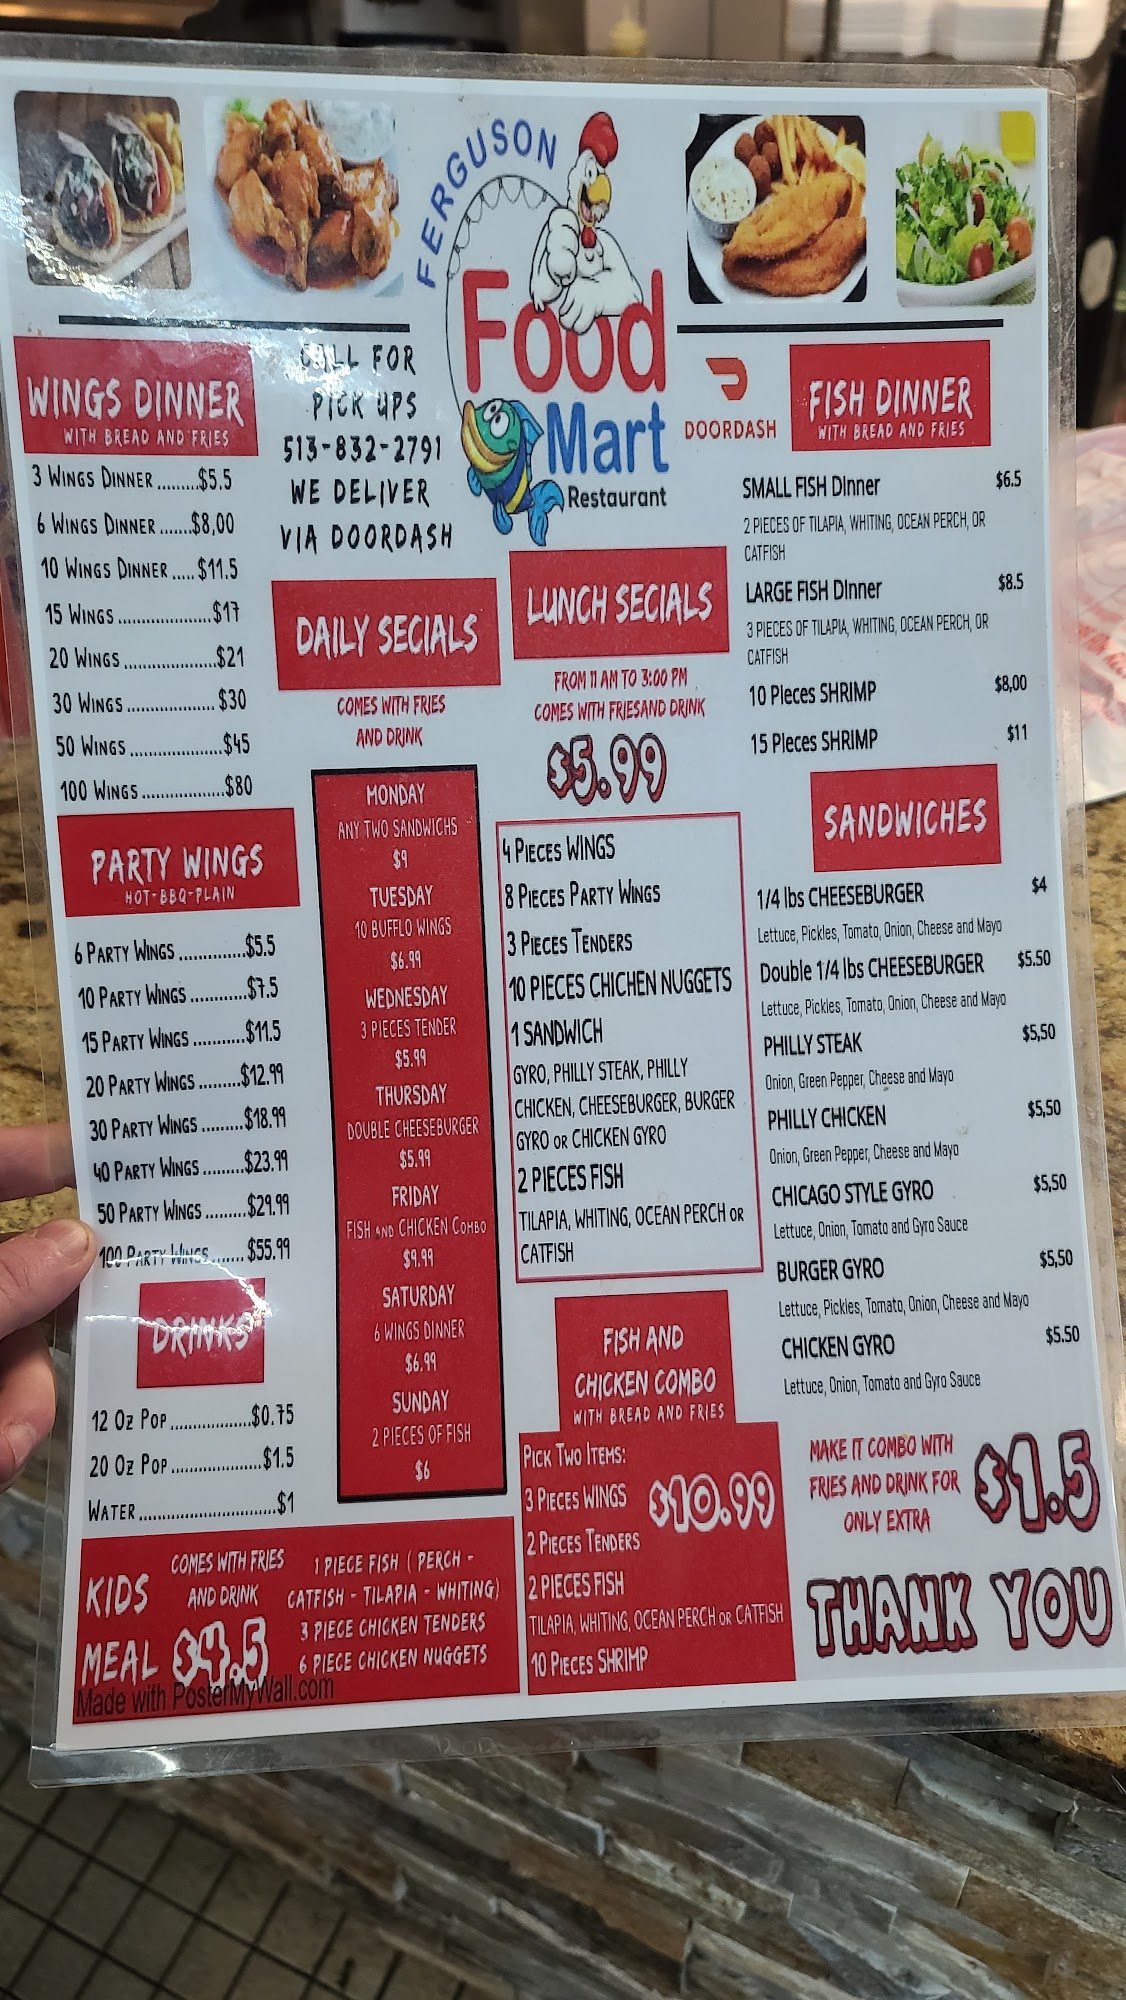 FERGUSON
Food
Mart
Restaurant
CALL FOR
PICK UPS
513-832-2791
WE DELIVER
VIA DOORDASH
DOORDASH
WINGS DINNER
WITH BREAD AND FRIES
3 WINGS DINNER.........$5.5
6 WINGS DINNER.......$8,00
10 WINGS DINNER.....$11.5
15 WINGS....................$17
20 WINGS....................$21
30 WINGS...................$30
50 WINGS....................$45
100 WINGS..................$80
PARTY WINGS
HOT-BBQ-PLAIN
6 PARTY WINGS..............$5.5
10 PARTY WINGS............$7.5
15 PARTY WINGS...........$11.5
20 PARTY WINGS.........$12.99
30 PARTY WINGS.........$18.99
40 PARTY WINGS.........$23.99
50 PARTY WINGS.........$29.99
100 PARTY WINGS.......$55.99
DRINKS
12 OZ POP..................$0.75
20 OZ POP....................$1.5
WATER..............................$1
DAILY SECIALS
COMES WITH FRIES
AND DRINK
MONDAY
ANY TWO SANDWICHS
$9
TUESDAY
10 BUFFLO WINGS
$6.99
WEDNESDAY
3 PIECES TENDER
$5.99
THURSDAY
DOUBLE CHEESEBURGER
$5.99
FRIDAY
FISH AND CHICKEN COMBO
$9.99
SATURDAY
6 WINGS DINNER
$6.99
SUNDAY
2 PIECES OF FISH
$6
LUNCH SECIALS
FROM 11 AM TO 3:00 PM
COMES WITH FRIESAND DRINK
$5.99
4 PIECES WINGS
8 PIECES PARTY WINGS
3 PIECES TENDERS
10 PIECES CHICHEN NUGGETS
1 SANDWICH
GYRO, PHILLY STEAK, PHILLY
CHICKEN, CHEESEBURGER, BURGER
GYRO OR CHICKEN GYRO
2 PIECES FISH
TILAPIA, WHITING, OCEAN PERCH OR
CATFISH
FISH AND
CHICKEN COMBO
WITH BREAD AND FRIES
PICK TWO ITEMS:
3 PIECES WINGS
$10.99
2 PIECES TENDERS
2 PIECES FISH
TILAPIA, WHITING, OCEAN PERCH OR CATFISH
10 PIECES SHRIMP
FISH DINNER
WITH BREAD AND FRIES
SMALL FISH DInner $6.5
2 PIECES OF TILAPIA, WHITING, OCEAN PERCH, OR
CATFISH
LARGE FISH DInner $8.5
3 PIECES OF TILAPIA, WHITING, OCEAN PERCH, OR
CATFISH
10 PIeces SHRIMP $8,00
15 PIeces SHRIMP $11
SANDWICHES
1/4 lbs CHEESEBURGER $4
Lettuce, Pickles, Tomato, Onion, Cheese and Mayo
Double 1/4 lbs CHEESEBURGER $5.50
Lettuce, Pickles, Tomato, Onion, Cheese and Mayo
PHILLY STEAK $5,50
Onion, Green Pepper, Cheese and Mayo
PHILLY CHICKEN $5,50
Onion, Green Pepper, Cheese and Mayo
CHICAGO STYLE GYRO $5,50
Lettuce, Onion, Tomato and Gyro Sauce
BURGER GYRO $5,50
Lettuce, Pickles, Tomato, Onion, Cheese and Mayo
CHICKEN GYRO $5.50
Lettuce, Onion, Tomato and Gyro Sauce
MAKE IT COMBO WITH
FRIES AND DRINK FOR
ONLY EXTRA
$1.5
THANK YOU
KIDS
MEAL
COMES WITH FRIES
AND DRINK
$4.5
1 PIECE FISH ( PERCH -
CATFISH - TILAPIA - WHITING)
3 PIECE CHICKEN TENDERS
6 PIECE CHICKEN NUGGETS
Made with PosterMyWall.com